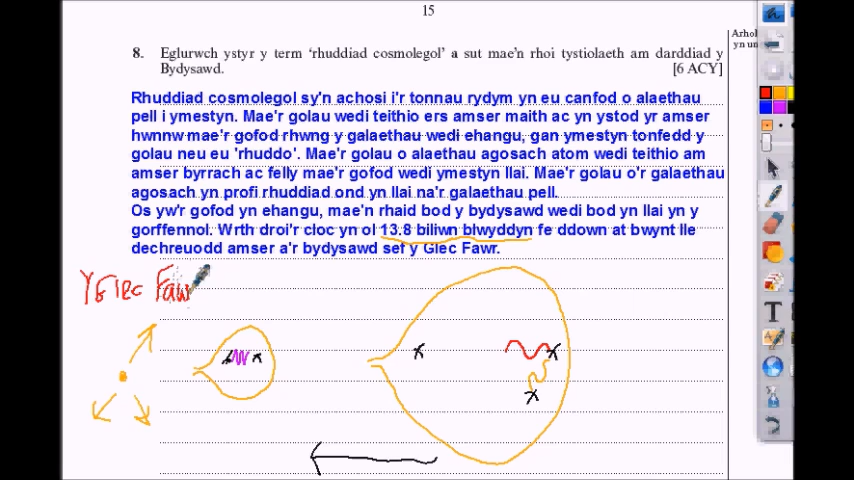 15
Arhol
yn un
8. Eglurwch ystyr y term ‘rhuddiad cosmolegol’ a sut mae'n rhoi tystiolaeth am darddiad y
Bydysawd. [6 ACY]
Rhuddiad cosmolegol sy'n achosi i'r tonnau rydym yn eu canfod o alaethau
pell i ymestyn. Mae'r golau wedi teithio ers amser maith ac yn ystod yr amser
hwnnw mae'r gofod rhwng y galaethau wedi ehangu, gan ymestyn tonfedd y
golau neu eu 'rhuddo'. Mae'r golau o alaethau agosach atom wedi teithio am
amser byrrach ac felly mae'r gofod wedi ymestyn llai. Mae'r golau o'r galaethau
agosach yn profi rhuddiad ond yn llai na'r galaethau pell.
Os yw'r gofod yn ehangu, mae'n rhaid bod y bydysawd wedi bod yn llai yn y
gorffennol. Wrth droi'r cloc yn ol 13.8 biliwn blwyddyn fe ddown at bwynt lle
dechreuodd amser a'r bydysawd sef y Glec Fawr.
Y Glec Fawr
T